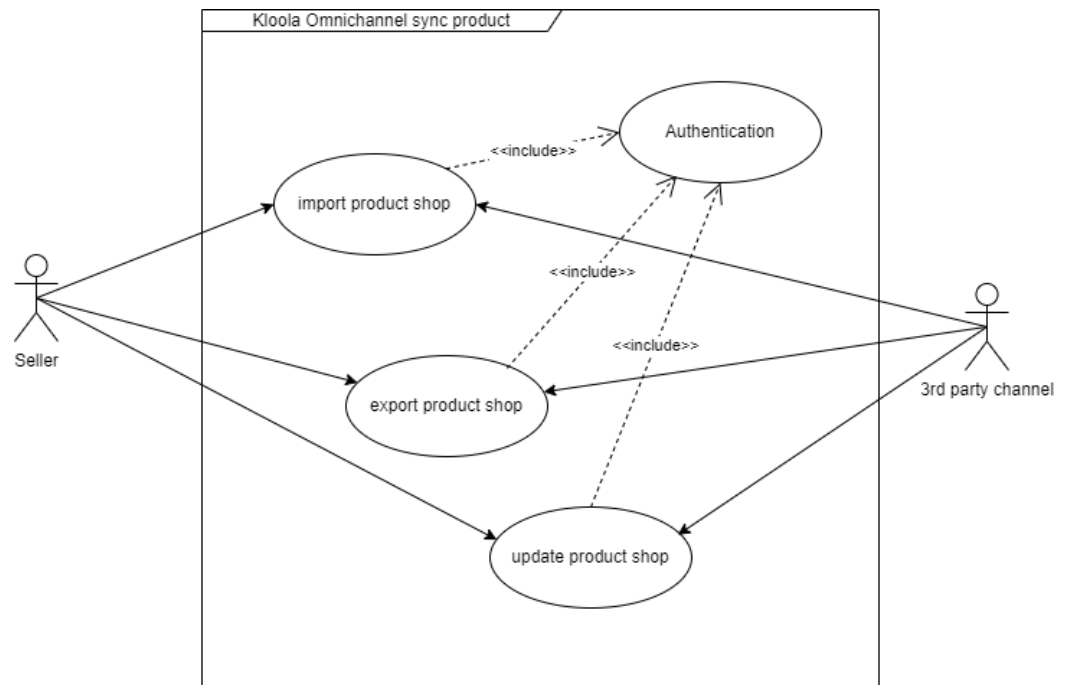 Kloola Omnichannel sync product
Authentication
<<include>>
import product shop
<<include>>
Seller
<<include>>
3rd party channel
export product shop
update product shop